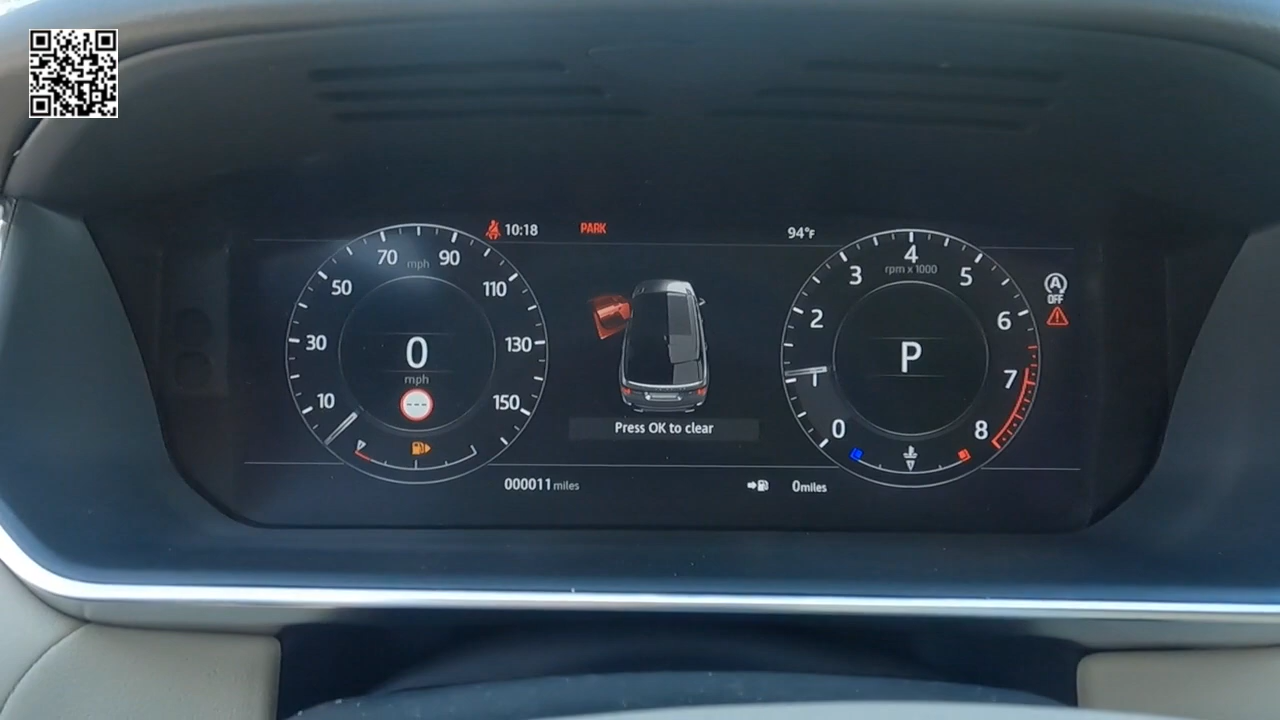 10:18 PARK 94°F
10 30 50 70 90 110 130 150
mph
0
mph
---
Press OK to clear
0 1 2 3 4 5 6 7 8
rpm x 1000
P
A
OFF
000011 miles
0miles